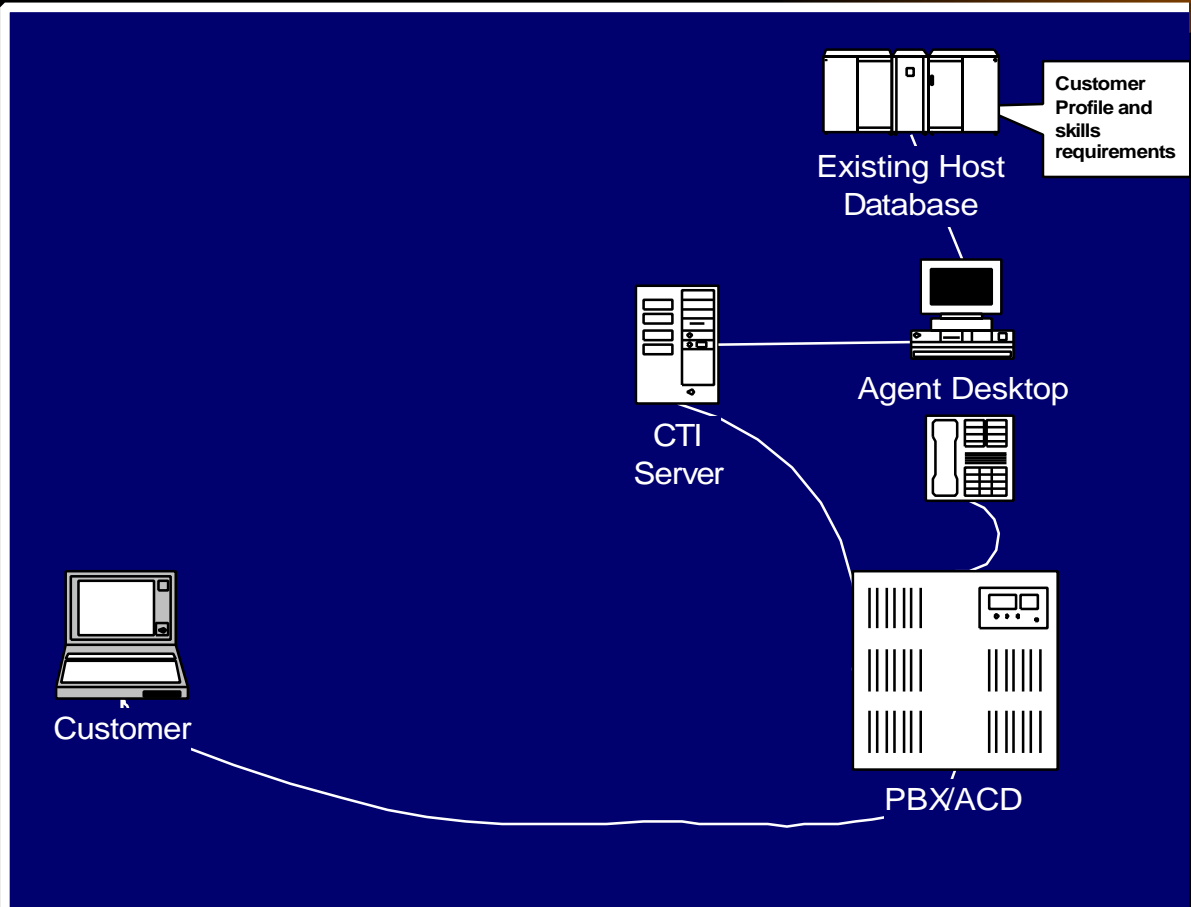 Customer
Profile and
skills
requirements
Existing Host
Database
Agent Desktop
CTI
Server
Customer
PBX/ACD